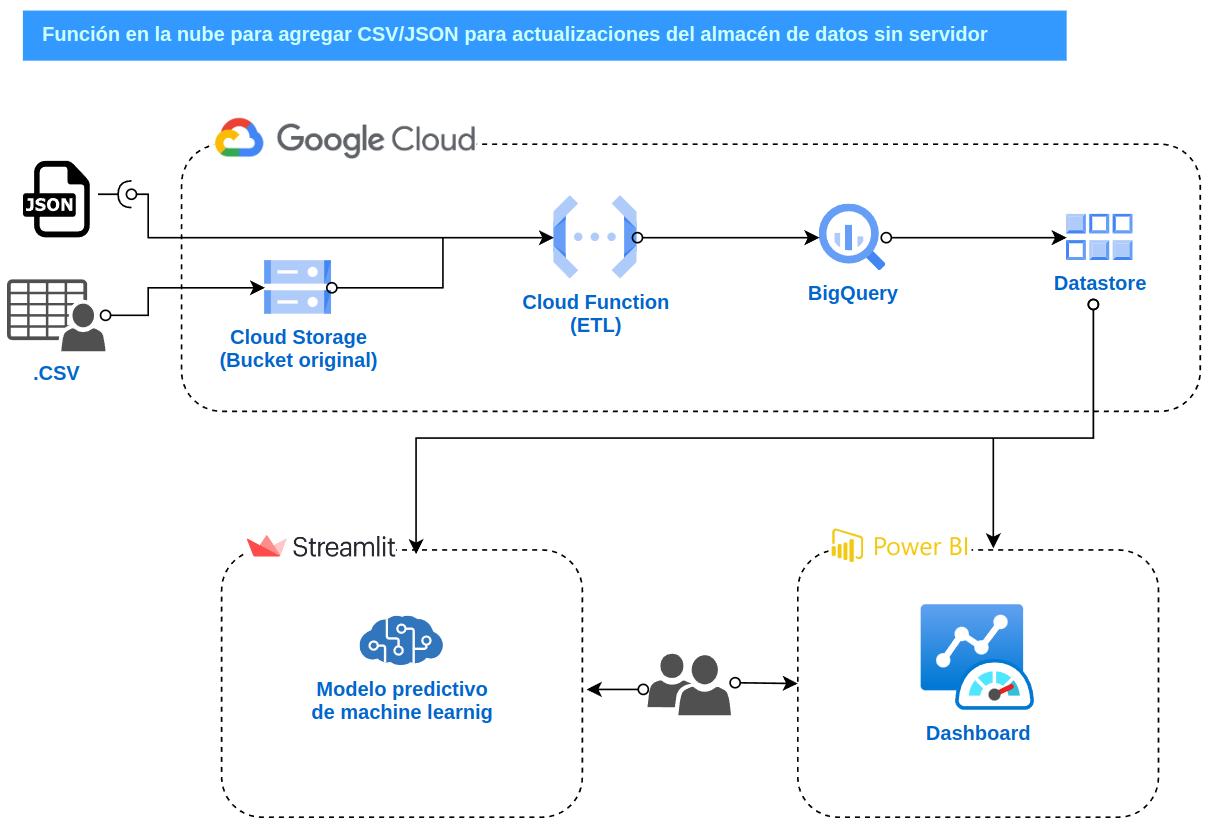 Función en la nube para agregar CSV/JSON para actualizaciones del almacén de datos sin servidor
Google Cloud
JSON
.CSV
Cloud Storage
(Bucket original)
Cloud Function
(ETL)
BigQuery
Datastore
Streamlit
Modelo predictivo
de machine learnig
Power BI
Dashboard